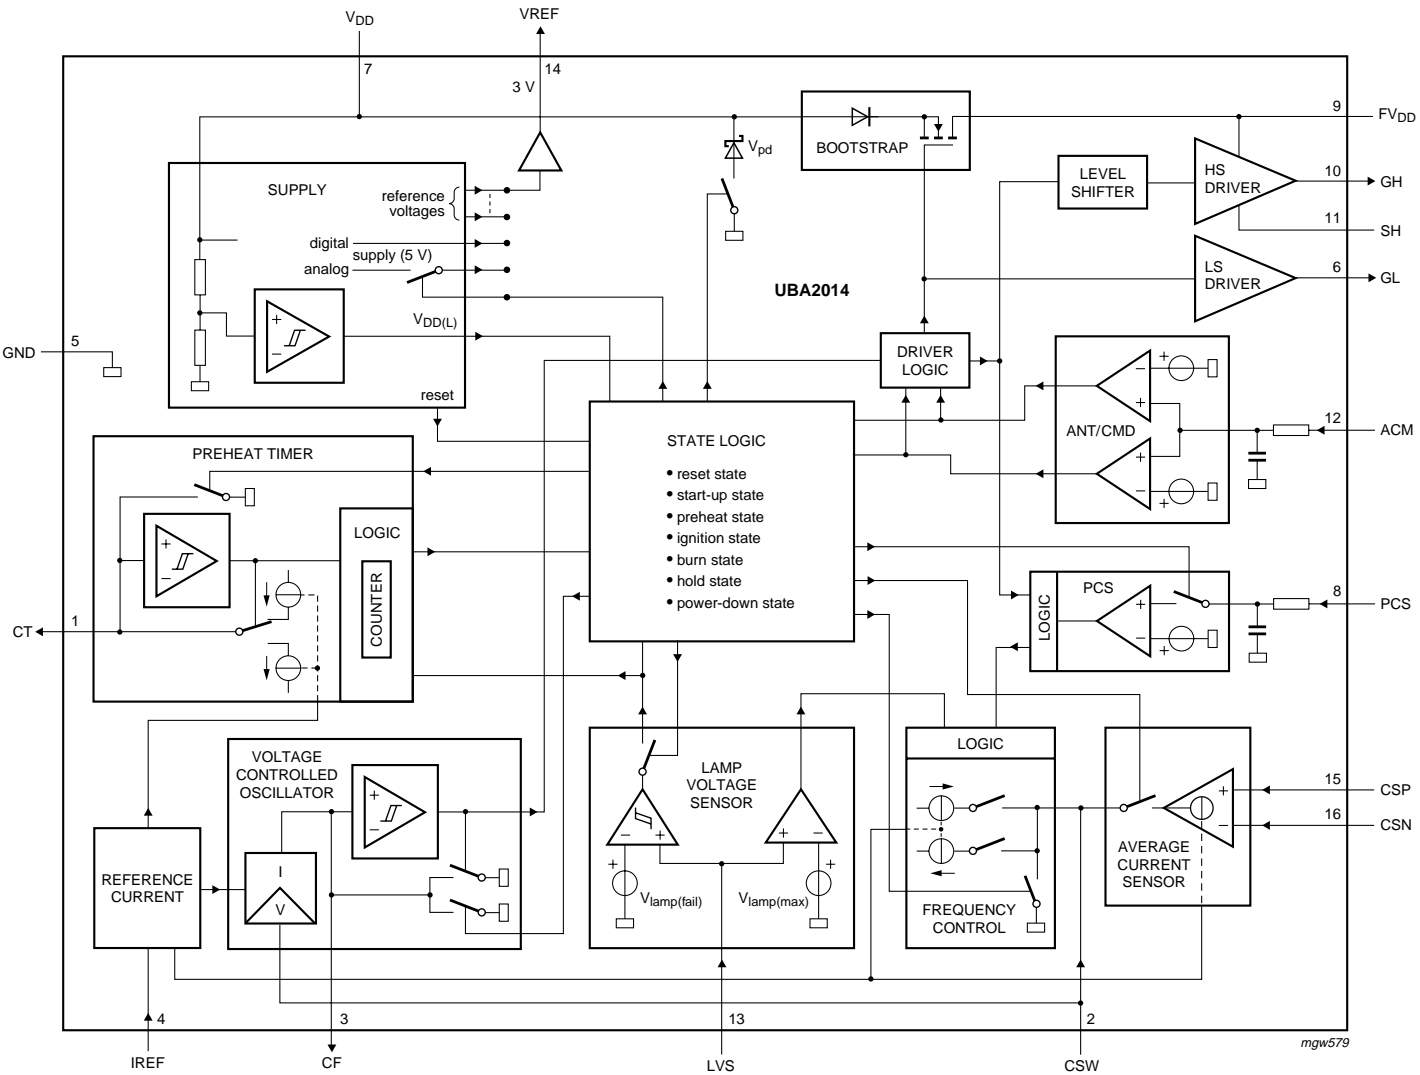 VDD
VREF
7
14
3 V
9
FVDD
BOOTSTRAP
Vpd
SUPPLY
reference
voltages
digital
supply (5 V)
analog
VDD(L)
reset
LEVEL
SHIFTER
HS
DRIVER
10
GH
11
SH
LS
DRIVER
6
GL
UBA2014
5
GND
DRIVER
LOGIC
+
−
ANT/CMD
+
−
+
−
+
+
12
ACM
STATE LOGIC
• reset state
• start-up state
• preheat state
• ignition state
• burn state
• hold state
• power-down state
PREHEAT TIMER
LOGIC
COUNTER
+
−
1
CT
PCS
LOGIC
+
−
+
8
PCS
VOLTAGE
CONTROLLED
OSCILLATOR
+
−
I
V
REFERENCE
CURRENT
LAMP
VOLTAGE
SENSOR
−
+
+
−
+
+
Vlamp(fail)
Vlamp(max)
LOGIC
FREQUENCY
CONTROL
AVERAGE
CURRENT
SENSOR
+
−
15
CSP
16
CSN
4
IREF
3
CF
13
LVS
2
CSW
mgw579